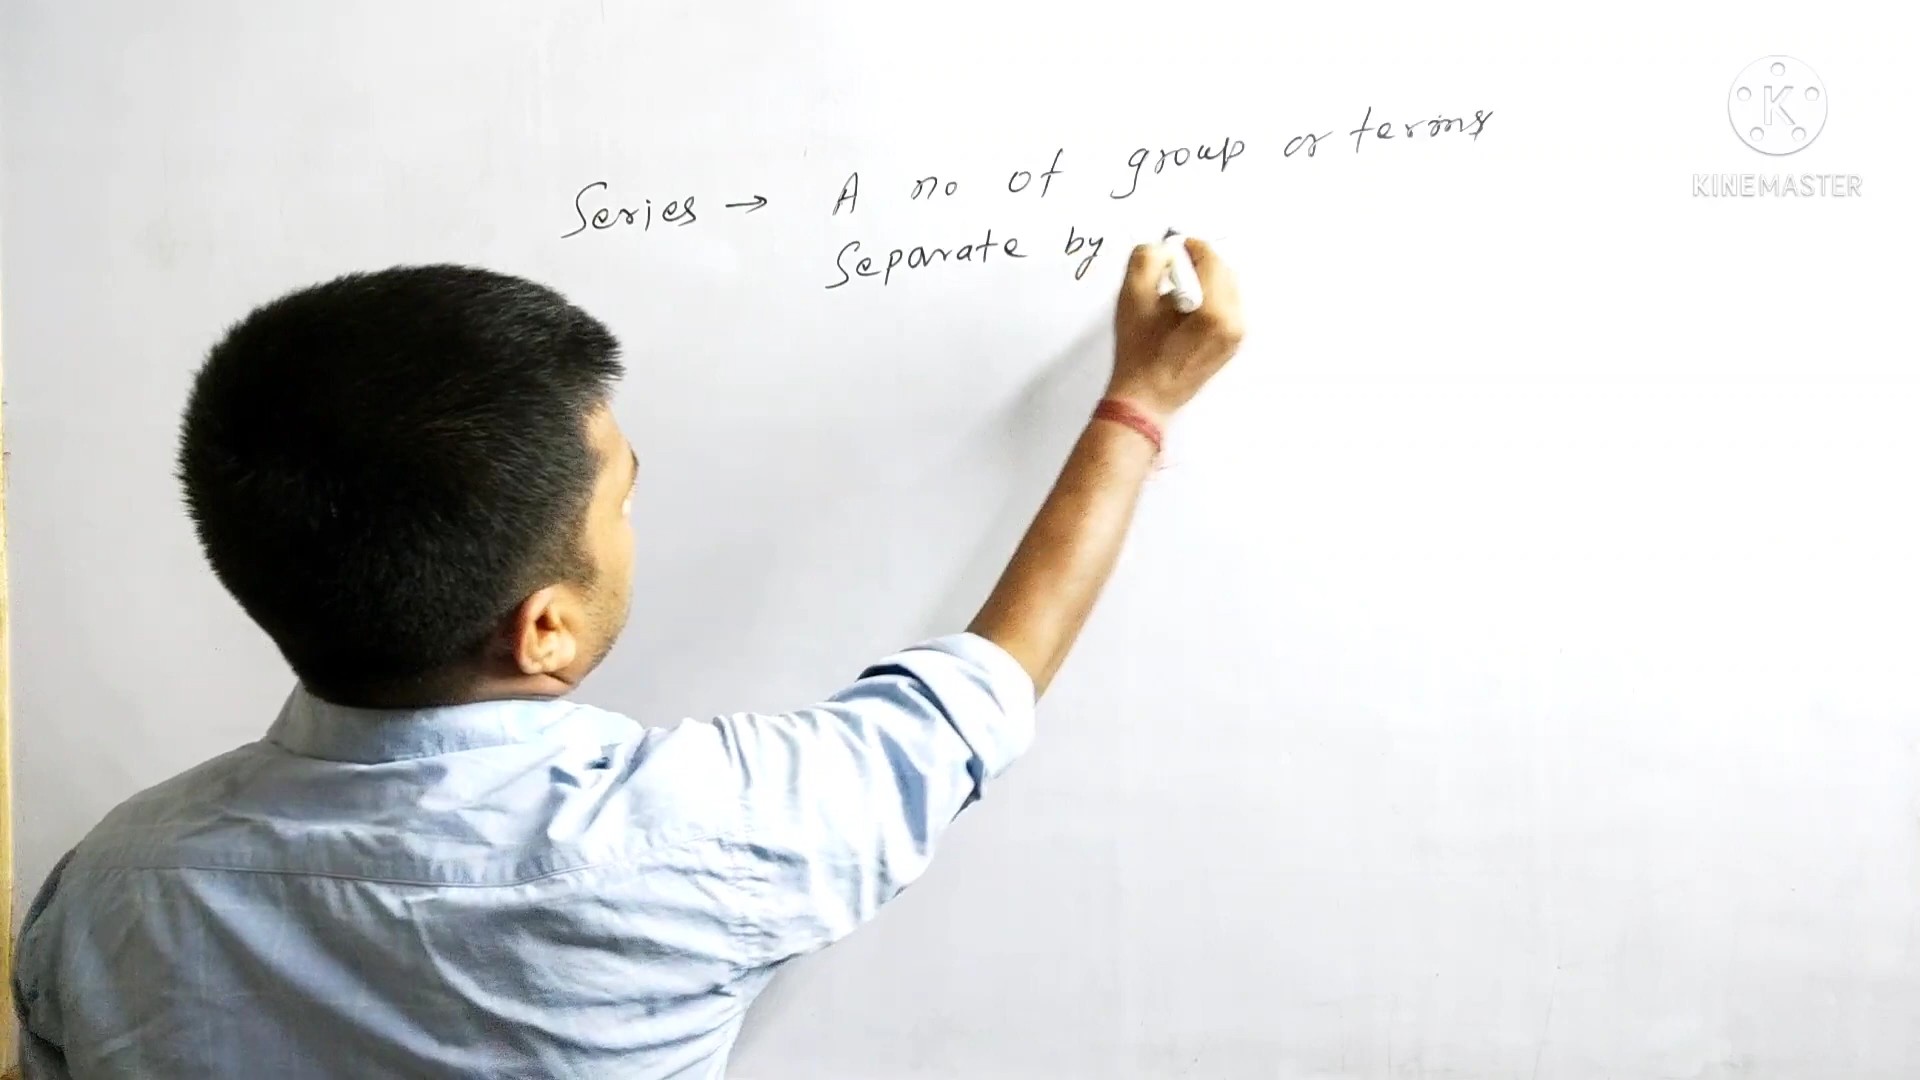 Series → A no of group or terms
Separate by
KINEMASTER